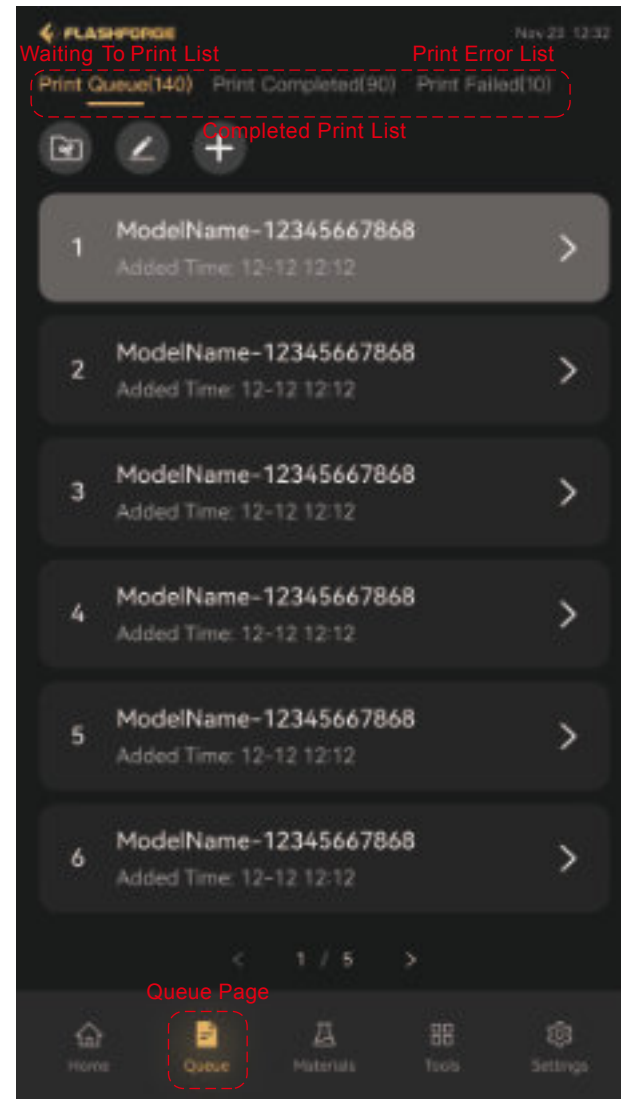 FLASHFORGE Nov 23 12:32
Waiting To Print List Print Error List
Print Queue(140) Print Completed(90) Print Failed(10)
Completed Print List
1 ModelName-12345667868
Added Time: 12-12 12:12
2 ModelName-12345667868
Added Time: 12-12 12:12
3 ModelName-12345667868
Added Time: 12-12 12:12
4 ModelName-12345667868
Added Time: 12-12 12:12
5 ModelName-12345667868
Added Time: 12-12 12:12
6 ModelName-12345667868
Added Time: 12-12 12:12
< 1 / 5 >
Queue Page
Home Queue Materials Tools Settings